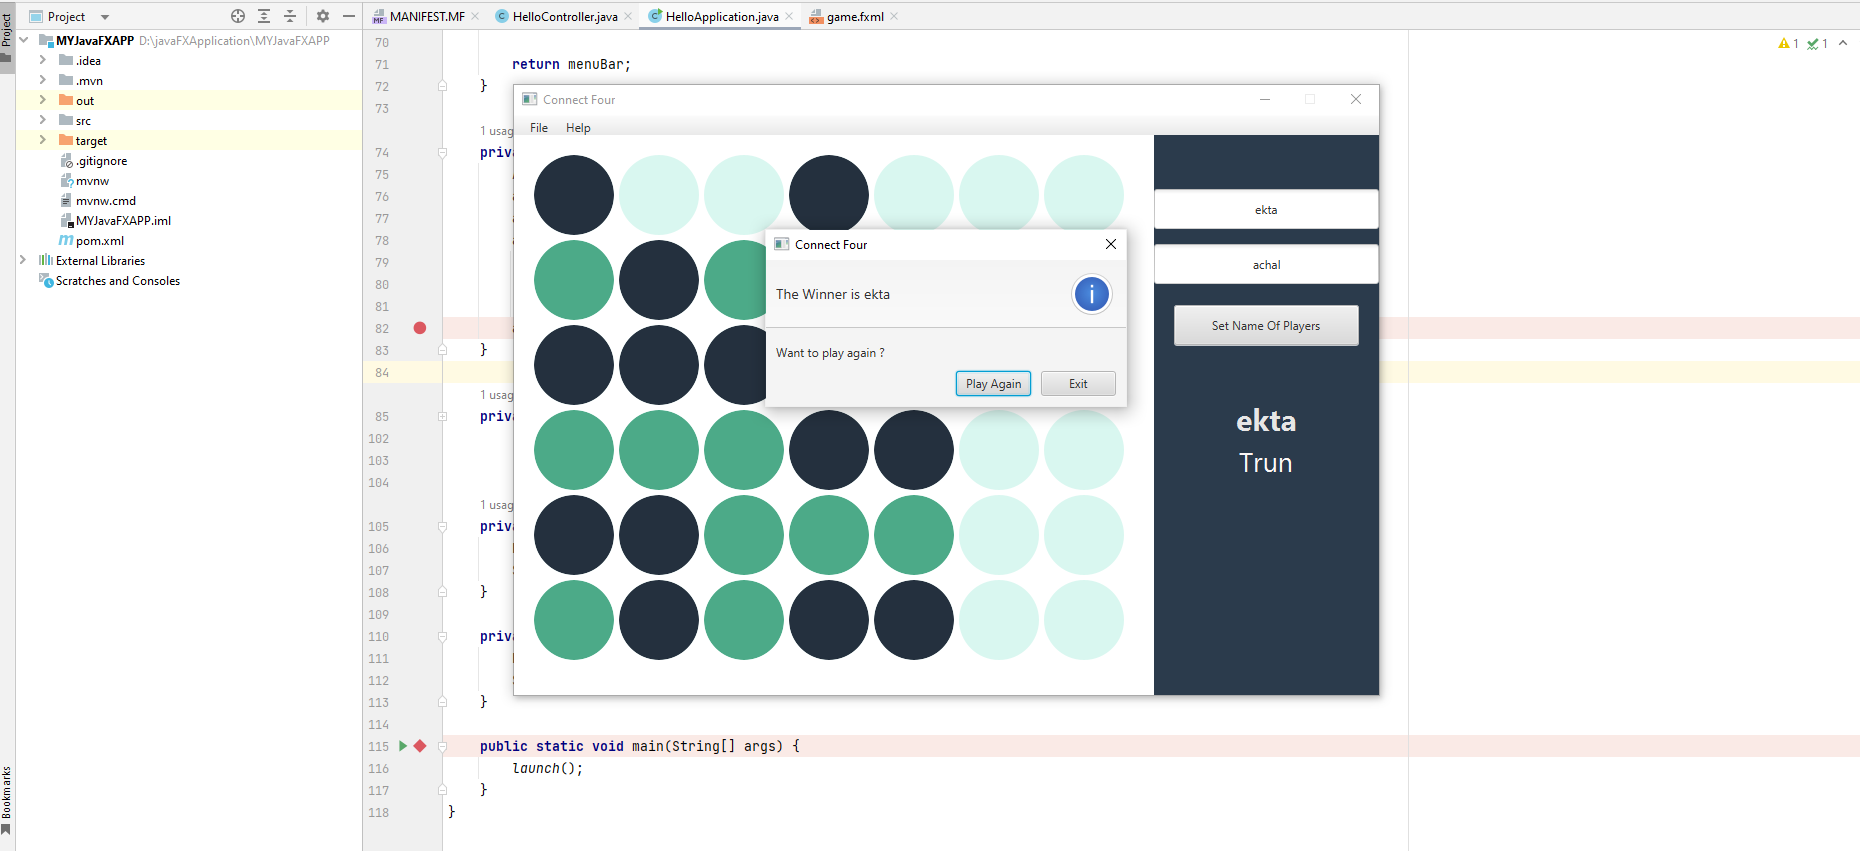 Project
MANIFEST.MF
HelloController.java
HelloApplication.java
game.fxml
Project
MYJavaFXAPP D:\javaFXApplication\MYJavaFXAPP
.idea
.mvn
out
src
target
.gitignore
mvnw
mvnw.cmd
MYJavaFXAPP.iml
pom.xml
External Libraries
Scratches and Consoles
Bookmarks
1 1
70
71 return menuBar;
72 }
73
1 usag
74 priva
75
76
77
78
79
80
81
82
83 }
84
1 usag
85 priva
102
103
104
1 usag
105 priva
106
107
108 }
109
110 priva
111
112
113 }
114
115 public static void main(String[] args) {
116 launch();
117 }
118 }
Connect Four
File Help
Connect Four
The Winner is ekta
i
Want to play again ?
Play Again Exit
ekta
achal
Set Name Of Players
ekta
Trun